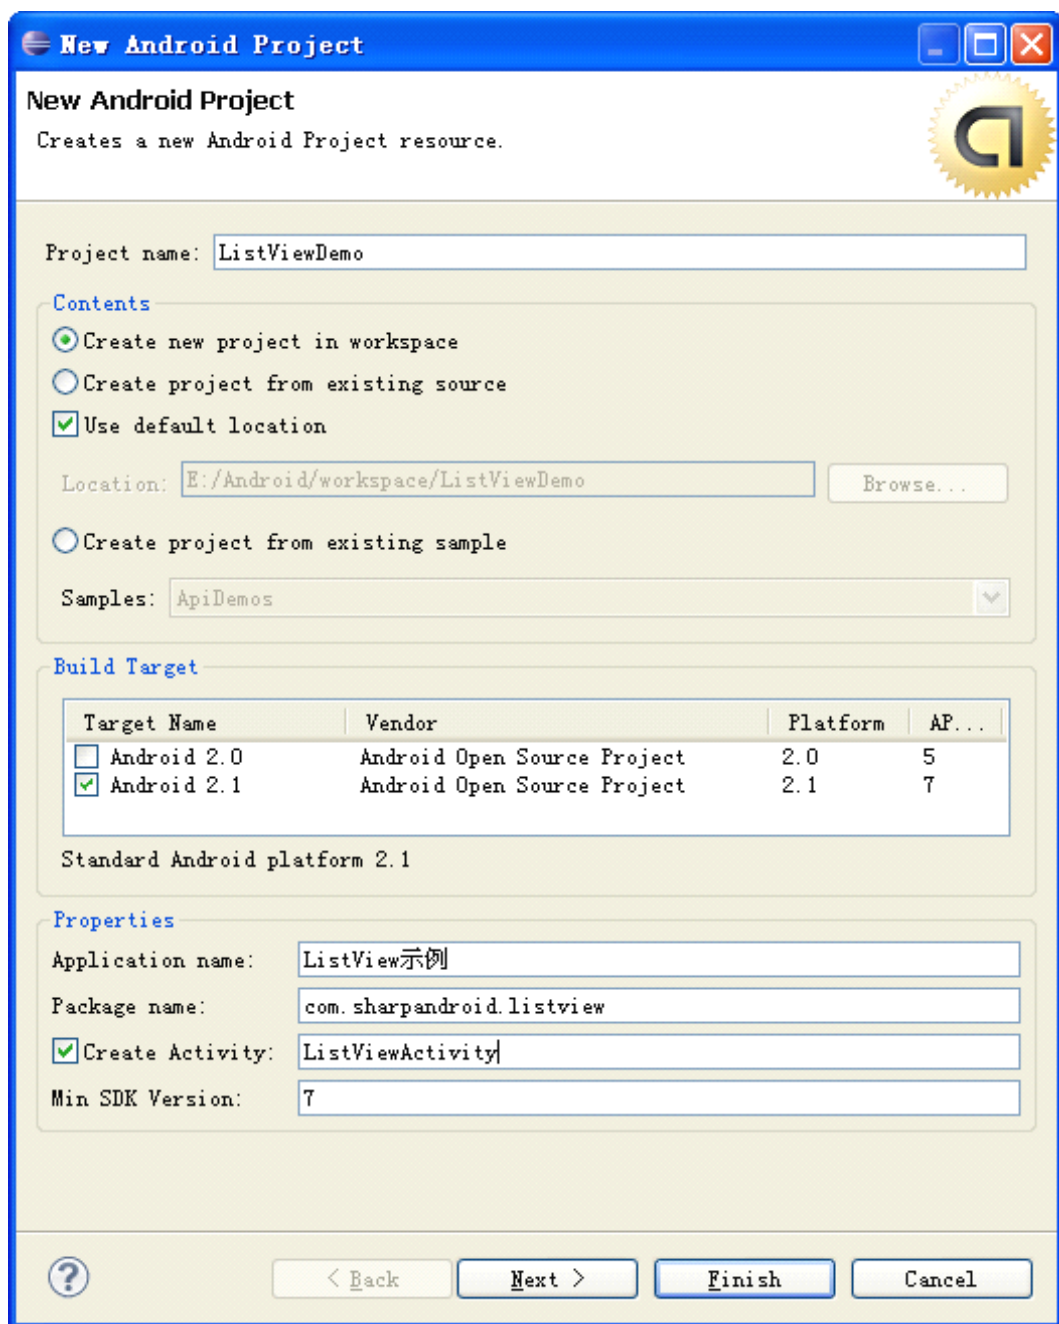 New Android Project
New Android Project
Creates a new Android Project resource.
Project name: ListViewDemo
Contents
Create new project in workspace
Create project from existing source
Use default location
Location: E:/Android/workspace/ListViewDemo Browse...
Create project from existing sample
Samples: ApiDemos
Build Target
Target Name Vendor Platform AP...
Android 2.0 Android Open Source Project 2.0 5
Android 2.1 Android Open Source Project 2.1 7
Standard Android platform 2.1
Properties
Application name: ListView示例
Package name: com.sharpandroid.listview
Create Activity: ListViewActivity
Min SDK Version: 7
? < Back Next > Finish Cancel